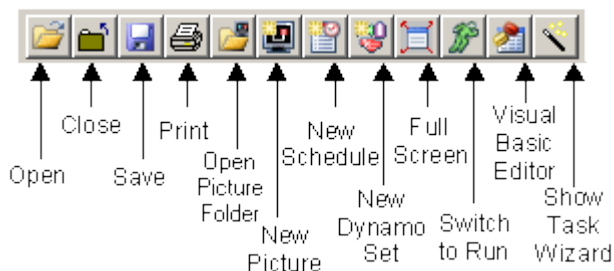 Open
Close
Save
Print
Open
Picture
Folder
New
Picture
New
Schedule
New
Dynamo
Set
Full
Screen
Switch
to Run
Visual
Basic
Editor
Show
Task
Wizard